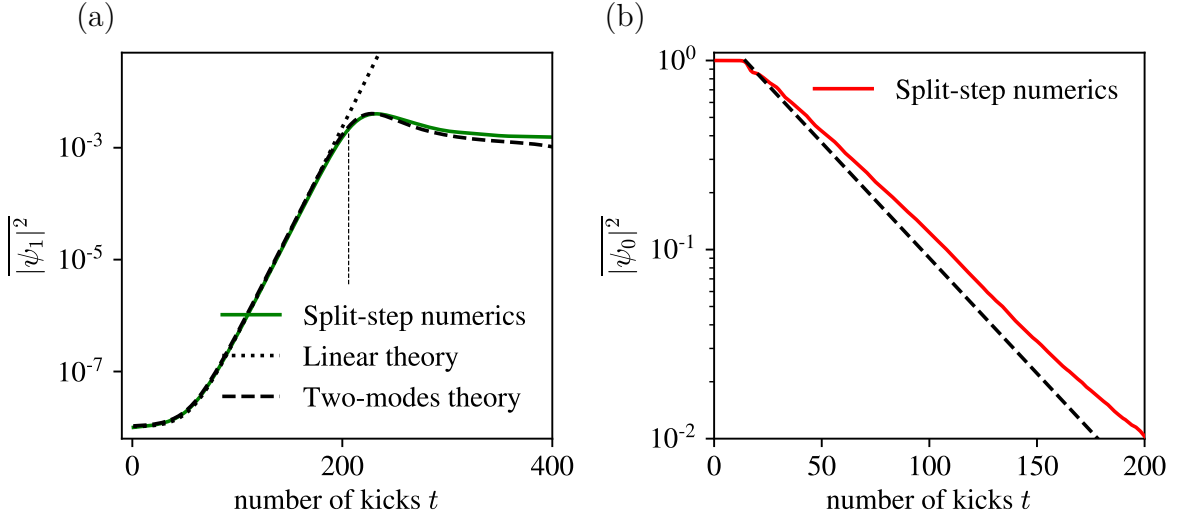 (a)
10⁻³
10⁻⁵
10⁻⁷
|ψ₁|²
Split-step numerics
Linear theory
Two-modes theory
0
200
400
number of kicks t
(b)
10⁰
10⁻¹
10⁻²
|ψ₀|²
Split-step numerics
0
50
100
150
200
number of kicks t